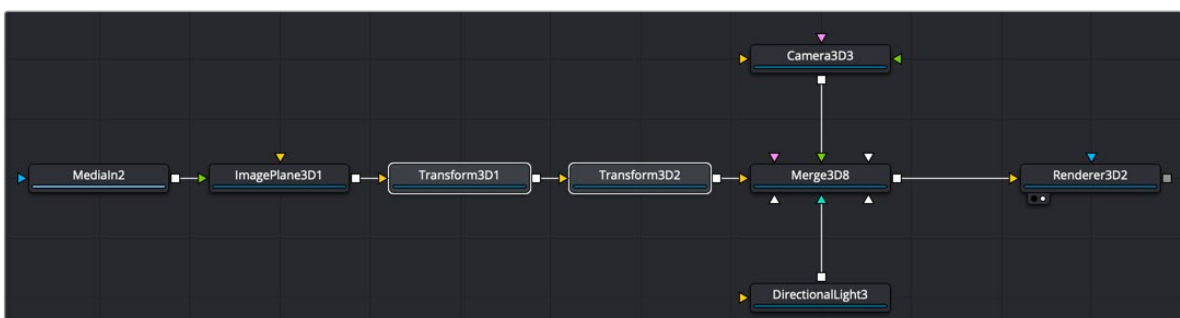 Camera3D3
MediaIn2
ImagePlane3D1
Transform3D1
Transform3D2
Merge3D8
Renderer3D2
DirectionalLight3